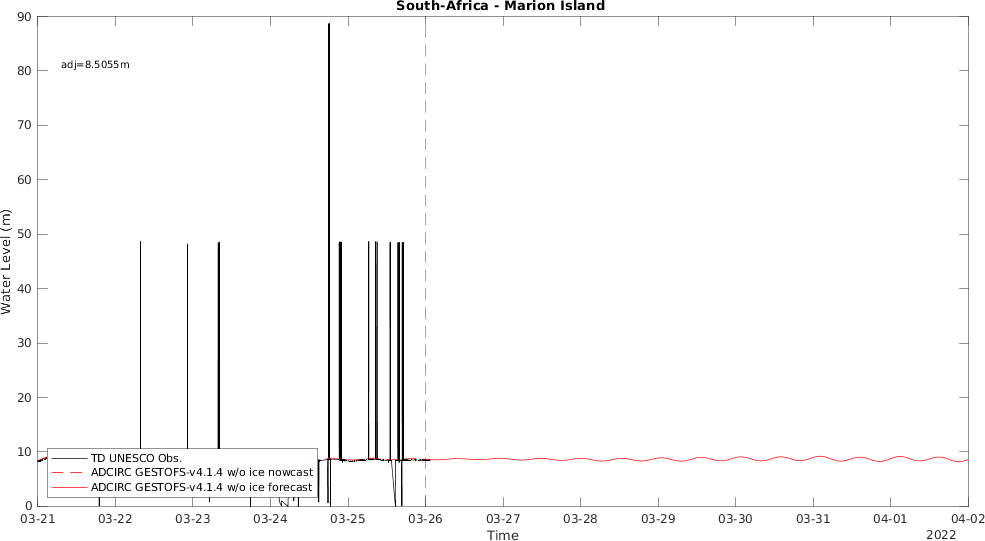 South-Africa - Marion Island
90
80
70
60
50
40
30
20
10
0
Water Level (m)
adj=8.5055m
TD UNESCO Obs.
ADCIRC GESTOFS-v4.1.4 w/o ice nowcast
ADCIRC GESTOFS-v4.1.4 w/o ice forecast
03-21 03-22 03-23 03-24 03-25 03-26 03-27 03-28 03-29 03-30 03-31 04-01 04-02
Time
2022